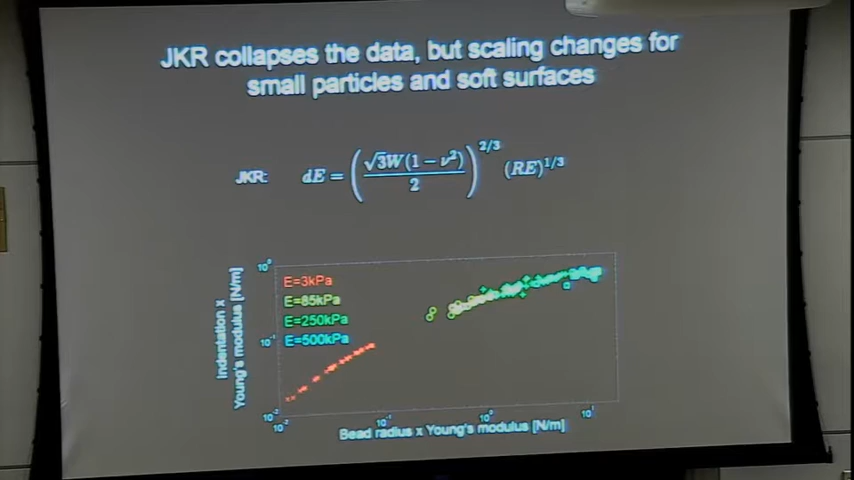 JKR collapses the data, but scaling changes for
small particles and soft surfaces
JKR: dE = (√3W(1 − ν²)/2)^2/3 (RE)^1/3
Indentation x
Young's modulus [N/m]
10⁰
10⁻¹
10⁻²
E=3kPa
E=85kPa
E=250kPa
E=500kPa
10⁻² 10⁻¹ 10⁰ 10¹
Bead radius x Young's modulus [N/m]